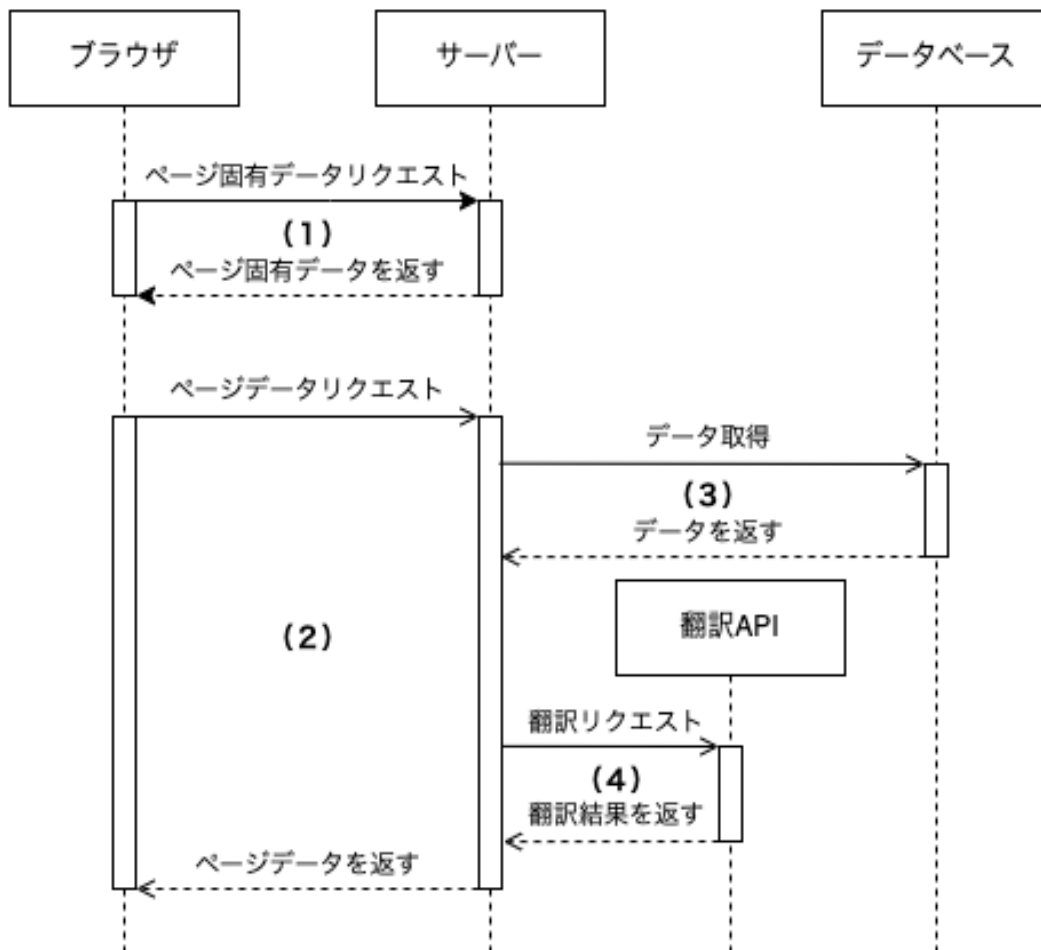 ブラウザ
サーバー
データベース
ページ固有データリクエスト
（1）
ページ固有データを返す
ページデータリクエスト
データ取得
（3）
データを返す
翻訳API
（2）
翻訳リクエスト
（4）
翻訳結果を返す
ページデータを返す